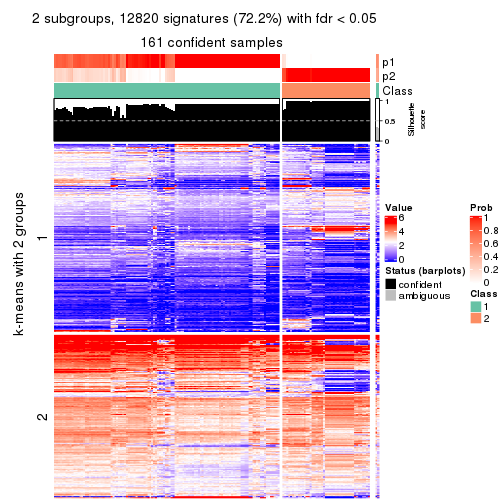 2 subgroups, 12820 signatures (72.2%) with fdr < 0.05
161 confident samples
p1
p2
Class
1
0.5
0
Silhouette
score
k-means with 2 groups
1
2
Value
6
4
2
0
Status (barplots)
confident
ambiguous
Prob
1
0.8
0.6
0.4
0.2
0
Class
1
2